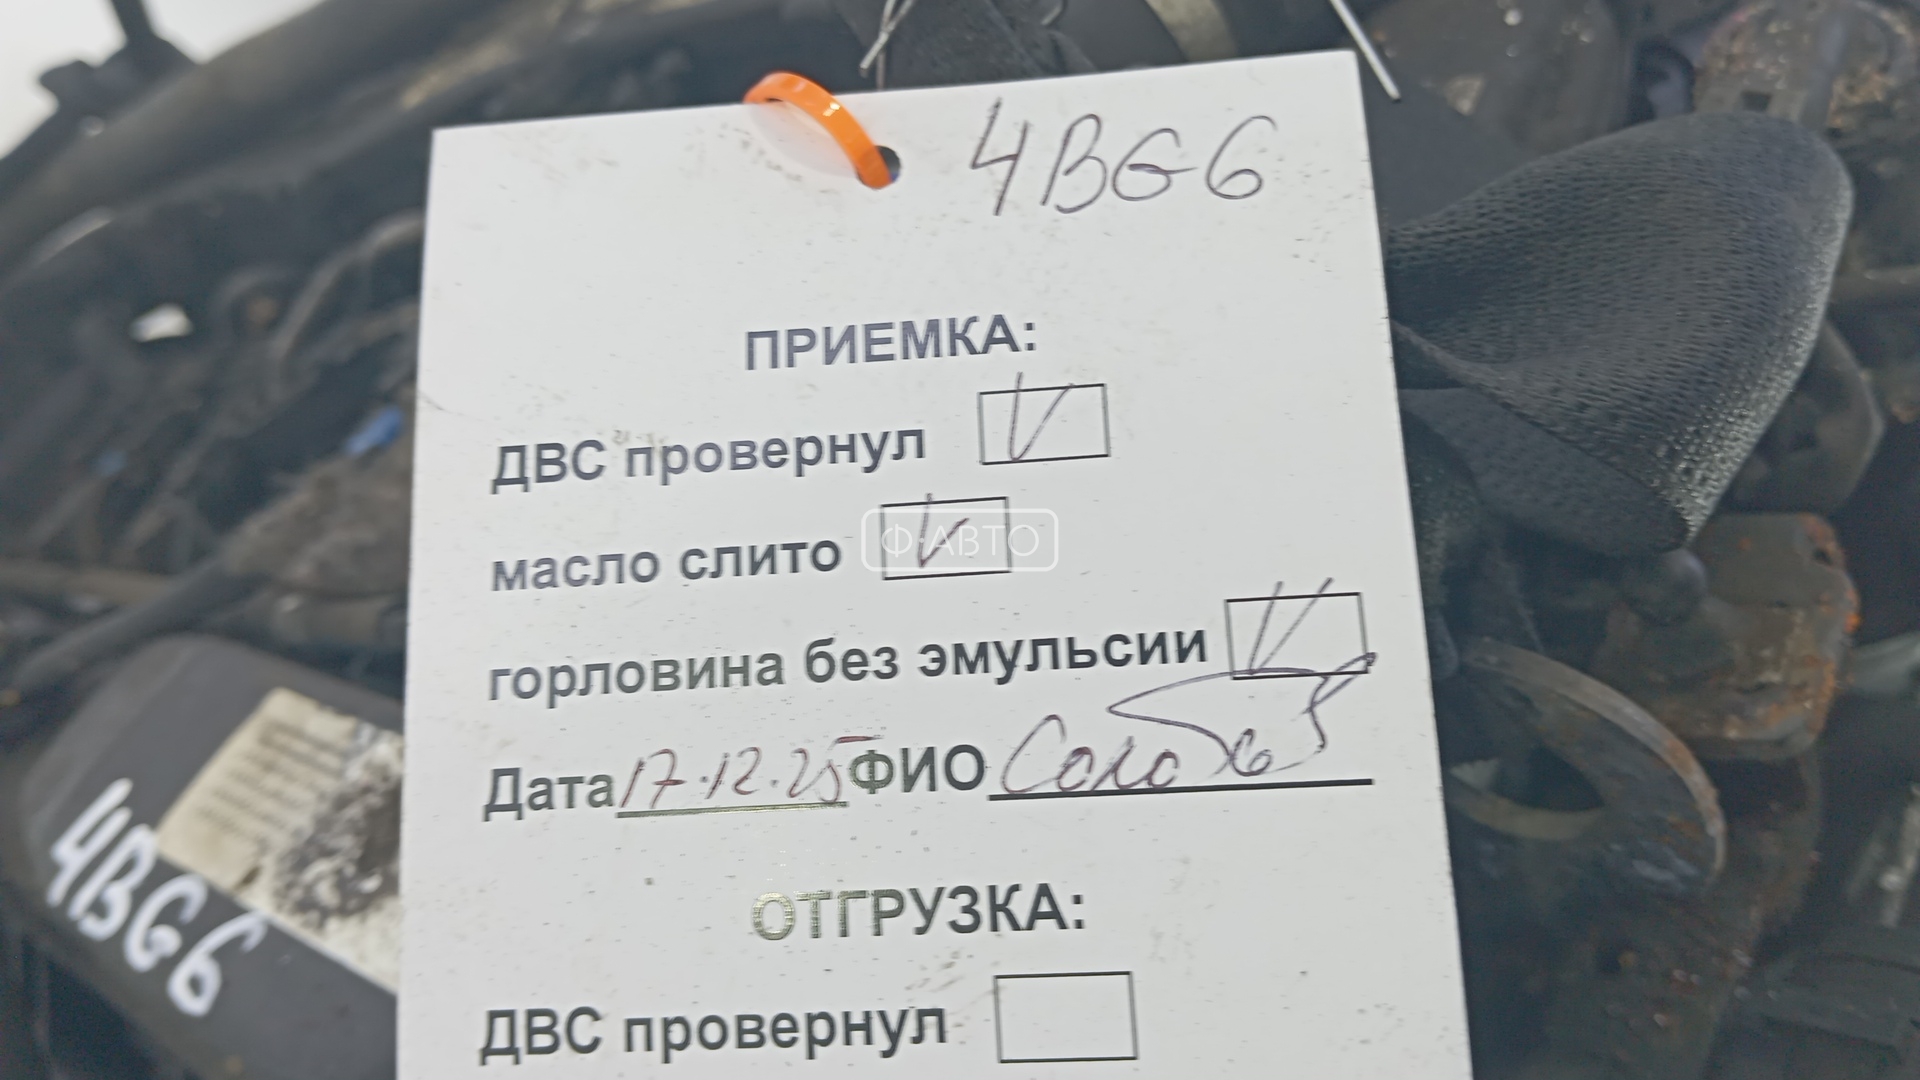 4BG6
ПРИЕМКА:
ДВС провернул V
масло слито V
Ф-АВТО
горловина без эмульсии V
Дата 17.12.25 ФИО
ОТГРУЗКА:
ДВС провернул
4BG6